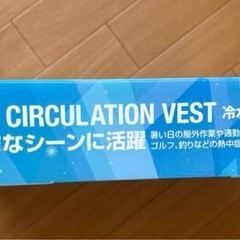 CIRCULATION VEST 冷
なシーンに活躍
暑い日の屋外作業や通勤
ゴルフ、釣りなどの熱中症